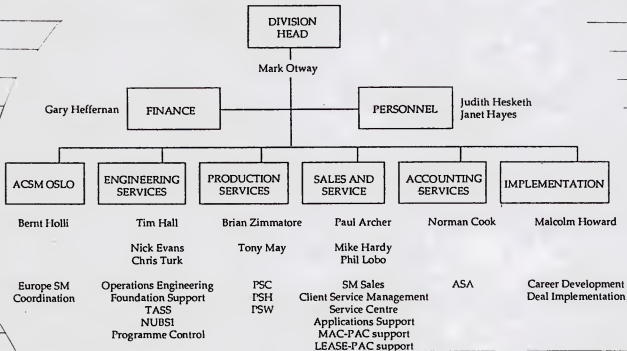 DIVISION
HEAD
Mark Otway
Gary Heffernan
FINANCE
PERSONNEL
Judith Hesketh
Janet Hayes
ACSM OSLO
ENGINEERING
SERVICES
PRODUCTION
SERVICES
SALES AND
SERVICE
ACCOUNTING
SERVICES
IMPLEMENTATION
Bernt Holli
Tim Hall
Brian Zimmatore
Paul Archer
Norman Cook
Malcolm Howard
Nick Evans
Chris Turk
Tony May
Mike Hardy
Phil Lobo
Europe SM
Coordination
Operations Engineering
Foundation Support
TASS
NUBS1
Programme Control
PSC
PSH
PSW
SM Sales
Client Service Management
Service Centre
Applications Support
MAC-PAC support
LEASE-PAC support
ASA
Career Development
Deal Implementation